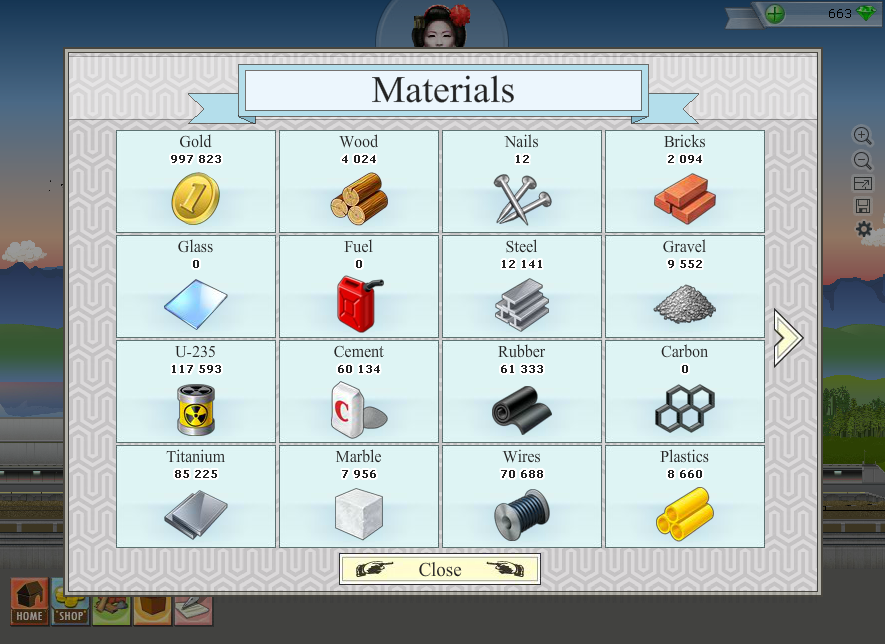 663
Materials
Gold
997 823
Wood
4 024
Nails
12
Bricks
2 094
Glass
0
Fuel
0
Steel
12 141
Gravel
9 552
U-235
117 593
Cement
60 134
C
Rubber
61 333
Carbon
0
Titanium
85 225
Marble
7 956
Wires
70 688
Plastics
8 660
1
Close
HOME
SHOP